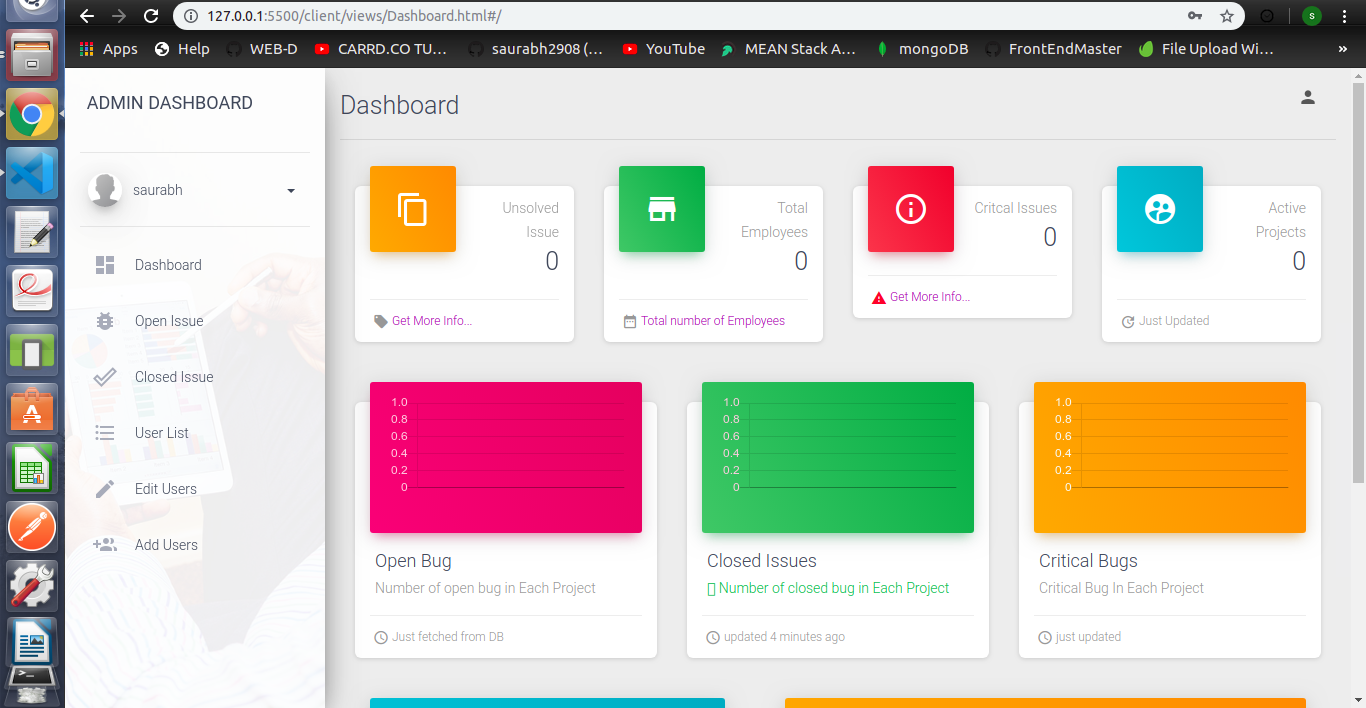 127.0.0.1:5500/client/views/Dashboard.html#/
S
Apps
Help
WEB-D
CARRD.CO TU...
saurabh2908 (...
YouTube
MEAN Stack A...
mongoDB
FrontEndMaster
File Upload Wi...
»
ADMIN DASHBOARD
saurabh
Dashboard
Open Issue
Closed Issue
User List
Edit Users
Add Users
Dashboard
Unsolved
Issue
0
Get More Info...
Total
Employees
0
Total number of Employees
Critcal Issues
0
Get More Info...
Active
Projects
0
Just Updated
1.0
0.8
0.6
0.4
0.2
0
Open Bug
Number of open bug in Each Project
Just fetched from DB
1.0
0.8
0.6
0.4
0.2
0
Closed Issues
Number of closed bug in Each Project
updated 4 minutes ago
1.0
0.8
0.6
0.4
0.2
0
Critical Bugs
Critical Bug In Each Project
just updated